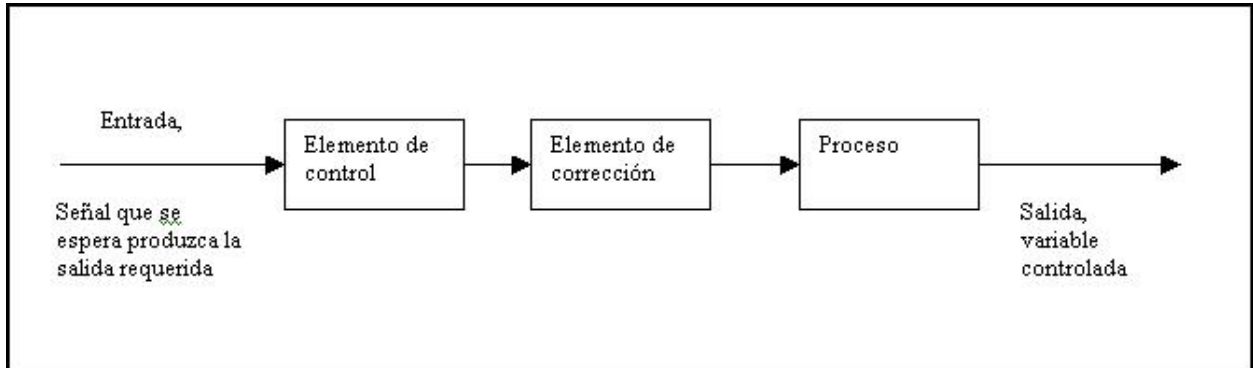 Entrada,
Señal que se
espera produzca la
salida requerida
Elemento de
control
Elemento de
corrección
Proceso
Salida,
variable
controlada